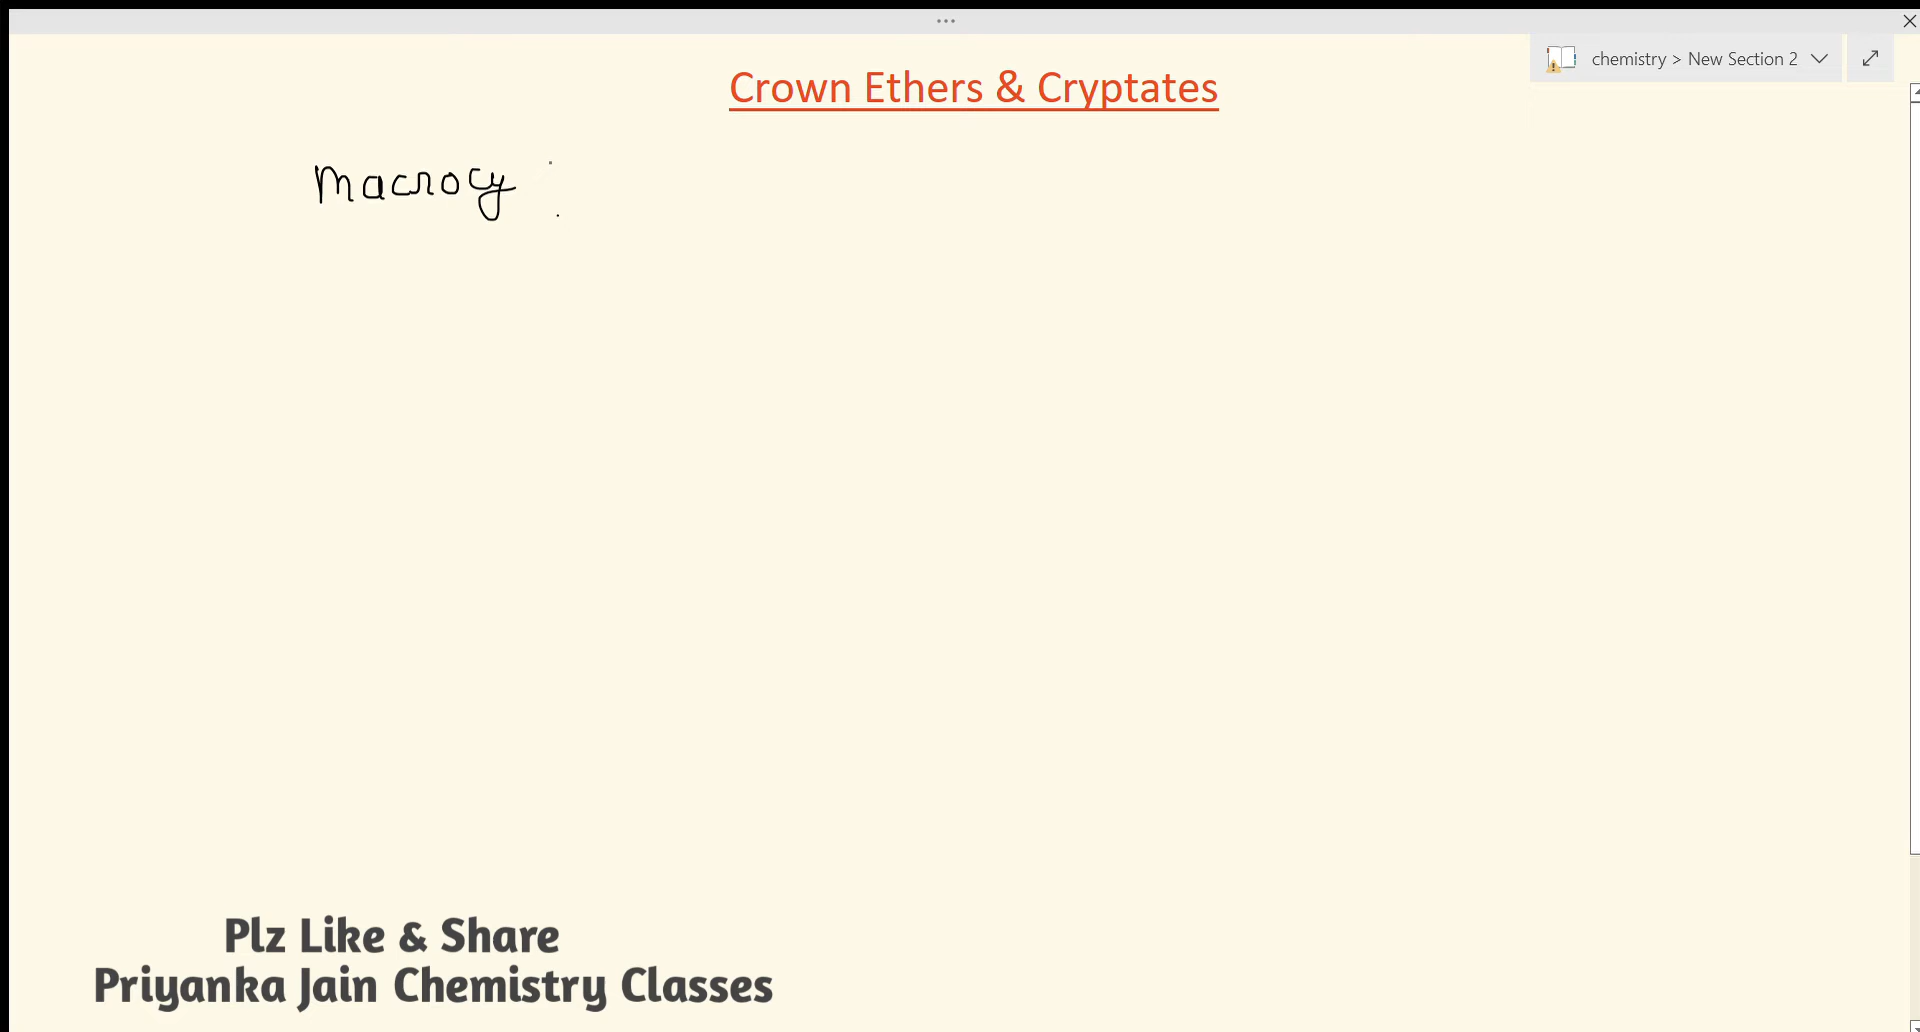 chemistry > New Section 2
Crown Ethers & Cryptates
Macrocy
Plz Like & Share
Priyanka Jain Chemistry Classes